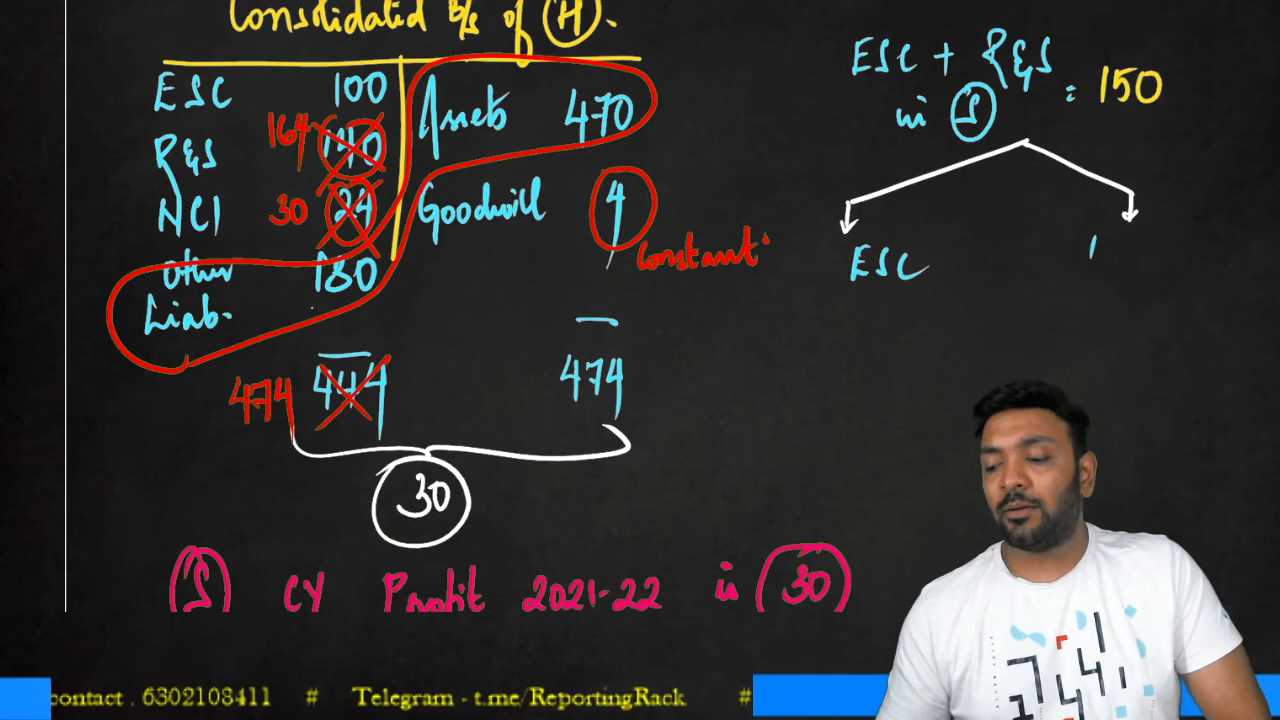 Consolidated B/s of (H).
ESC 100 Assets 470
164 140
R&S
NCI 30 24 Goodwill 4
constant
Other 180
Liab.
474 444 474
30
(S) CY Profit 2021-22 is (30)
ESC + R&S = 150
in (S)
ESC
contact . 6302108411 # Telegram - t.me/ReportingRack #